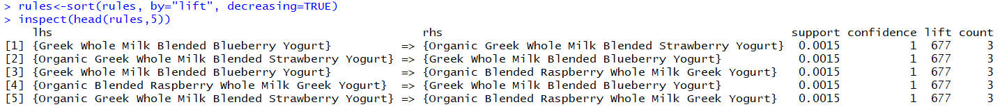 > rules<-sort(rules, by="lift", decreasing=TRUE)
> inspect(head(rules,5))
    lhs                                                  rhs                                                support confidence lift count
[1] {Greek Whole Milk Blended Blueberry Yogurt}          => {Organic Greek Whole Milk Blended Strawberry Yogurt}  0.0015          1  677     3
[2] {Organic Greek Whole Milk Blended Strawberry Yogurt} => {Greek Whole Milk Blended Blueberry Yogurt}           0.0015          1  677     3
[3] {Greek Whole Milk Blended Blueberry Yogurt}          => {Organic Blended Raspberry Whole Milk Greek Yogurt}   0.0015          1  677     3
[4] {Organic Blended Raspberry Whole Milk Greek Yogurt}  => {Greek Whole Milk Blended Blueberry Yogurt}           0.0015          1  677     3
[5] {Organic Greek Whole Milk Blended Strawberry Yogurt} => {Organic Blended Raspberry Whole Milk Greek Yogurt}   0.0015          1  677     3